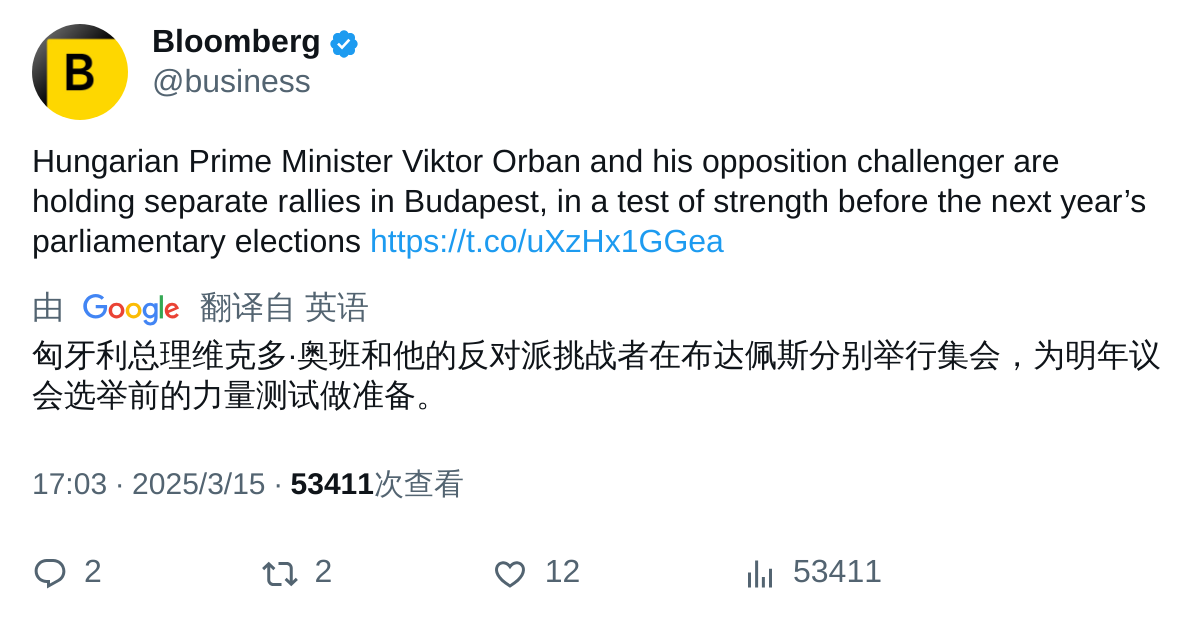 B
Bloomberg
@business
Hungarian Prime Minister Viktor Orban and his opposition challenger are
holding separate rallies in Budapest, in a test of strength before the next year’s
parliamentary elections https://t.co/uXzHx1GGea
由 Google 翻译自 英语
匈牙利总理维克多·奥班和他的反对派挑战者在布达佩斯分别举行集会，为明年议
会选举前的力量测试做准备。
17:03 · 2025/3/15 · 53411次查看
2 2 12 53411